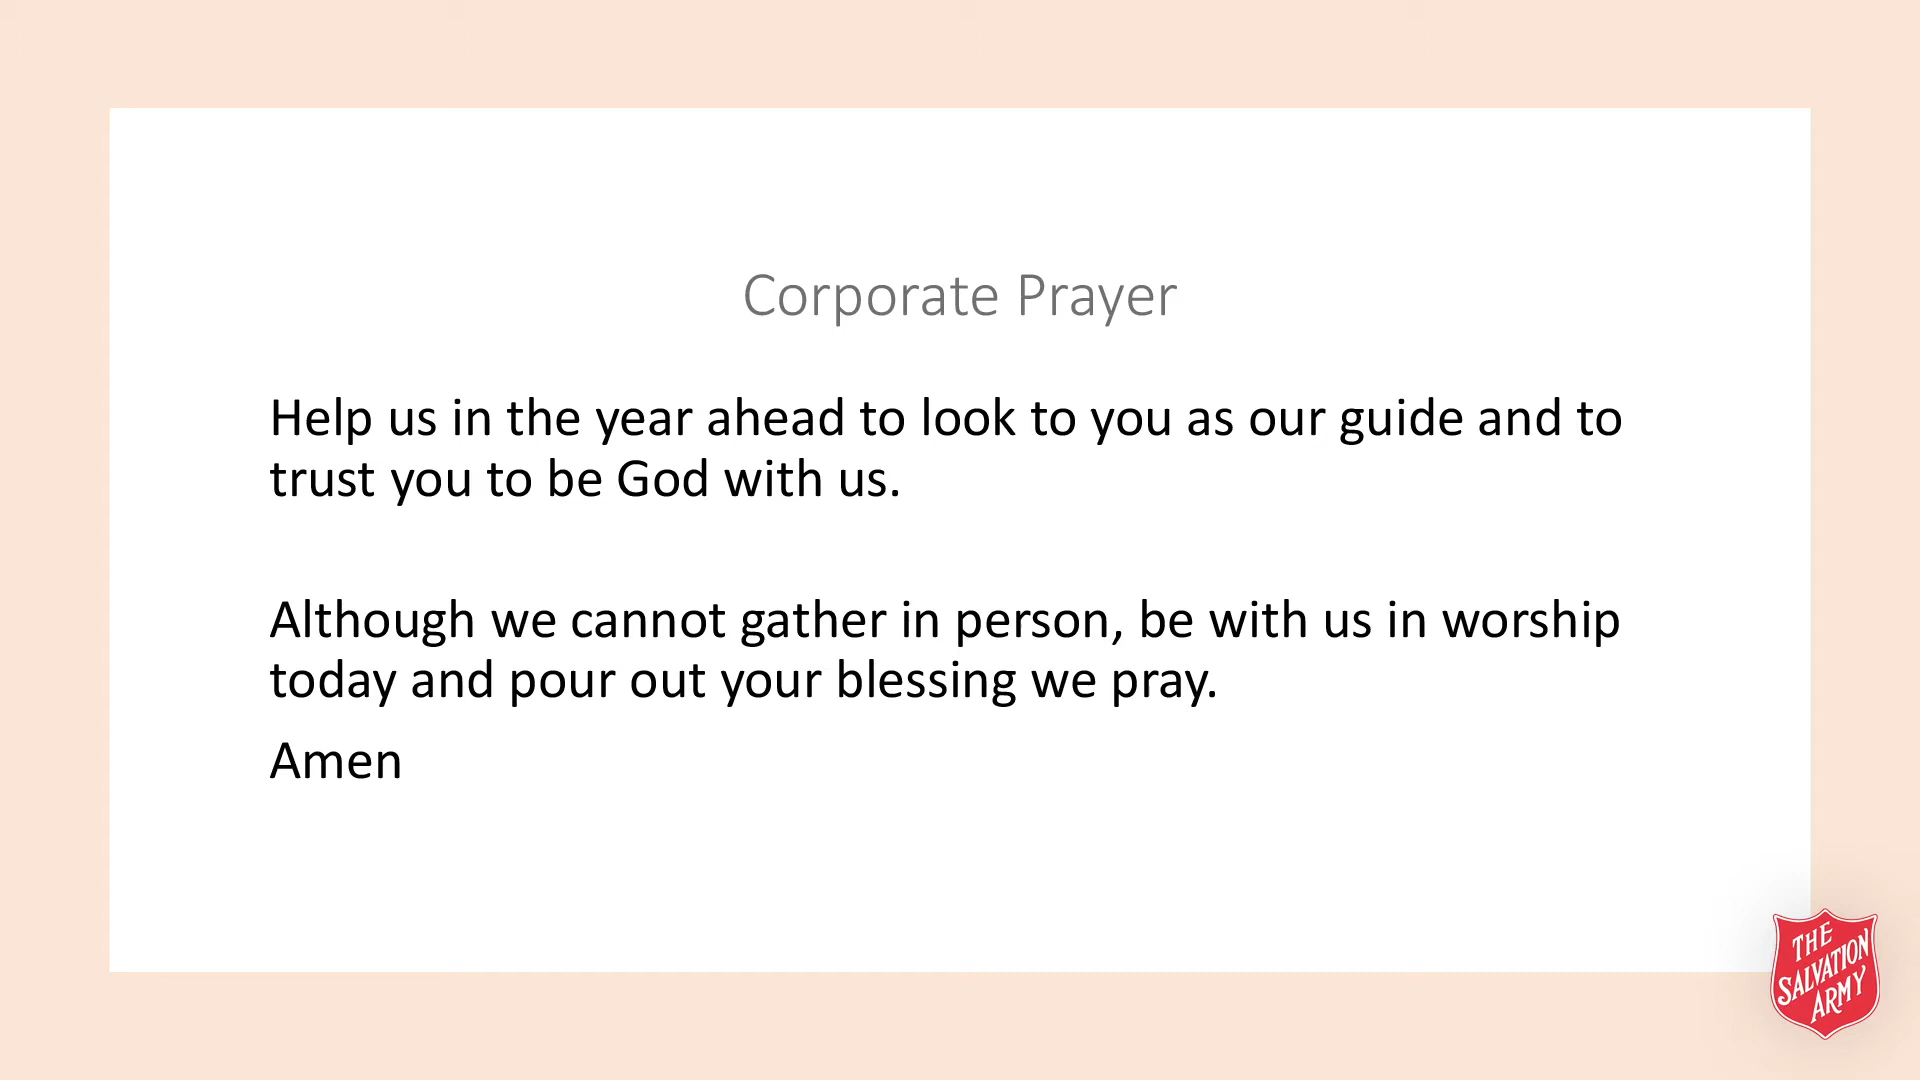 Corporate Prayer
Help us in the year ahead to look to you as our guide and to
trust you to be God with us.
Although we cannot gather in person, be with us in worship
today and pour out your blessing we pray.
Amen
THE
SALVATION
ARMY